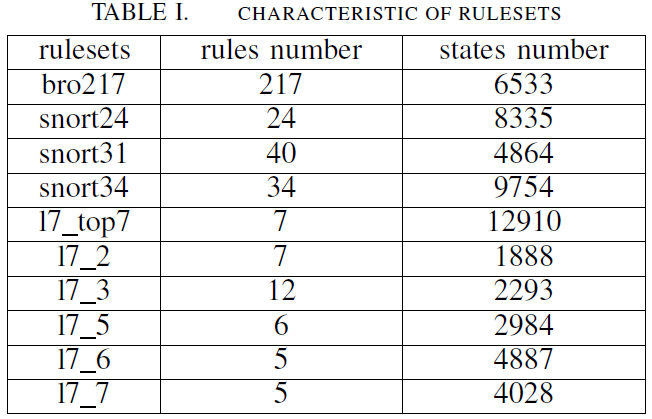 TABLE I. CHARACTERISTIC OF RULESETS
rulesets rules number states number
bro217 217 6533
snort24 24 8335
snort31 40 4864
snort34 34 9754
l7_top7 7 12910
l7_2 7 1888
l7_3 12 2293
l7_5 6 2984
l7_6 5 4887
l7_7 5 4028